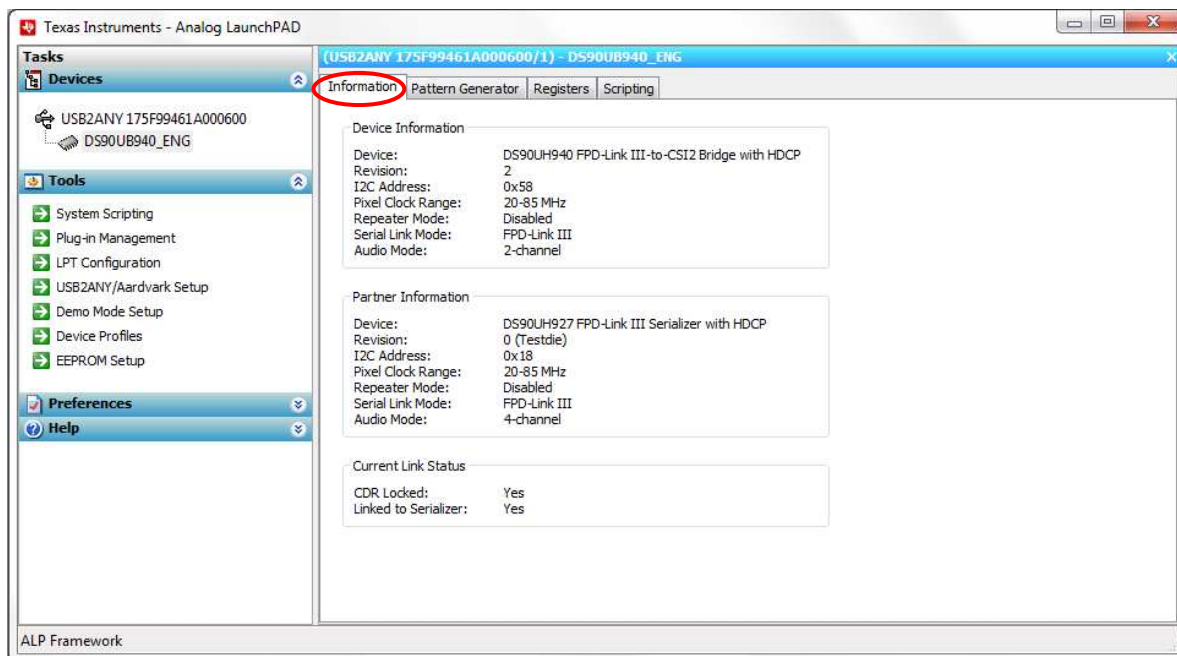 Texas Instruments - Analog LaunchPAD
Tasks
Devices
USB2ANY 175F99461A000600
DS90UB940_ENG
Tools
System Scripting
Plug-in Management
LPT Configuration
USB2ANY/Aardvark Setup
Demo Mode Setup
Device Profiles
EEPROM Setup
Preferences
Help
(USB2ANY 175F99461A000600/1) - DS90UB940_ENG
Information Pattern Generator Registers Scripting
Device Information
Device: DS90UH940 FPD-Link III-to-CSI2 Bridge with HDCP
Revision: 2
I2C Address: 0x58
Pixel Clock Range: 20-85 MHz
Repeater Mode: Disabled
Serial Link Mode: FPD-Link III
Audio Mode: 2-channel
Partner Information
Device: DS90UH927 FPD-Link III Serializer with HDCP
Revision: 0 (Testdie)
I2C Address: 0x18
Pixel Clock Range: 20-85 MHz
Repeater Mode: Disabled
Serial Link Mode: FPD-Link III
Audio Mode: 4-channel
Current Link Status
CDR Locked: Yes
Linked to Serializer: Yes
ALP Framework